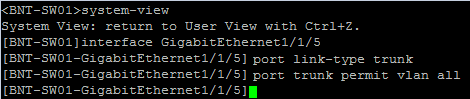 <BNT-SW01>system-view
System View: return to User View with Ctrl+Z.
[BNT-SW01]interface GigabitEthernet1/1/5
[BNT-SW01-GigabitEthernet1/1/5] port link-type trunk
[BNT-SW01-GigabitEthernet1/1/5] port trunk permit vlan all
[BNT-SW01-GigabitEthernet1/1/5]